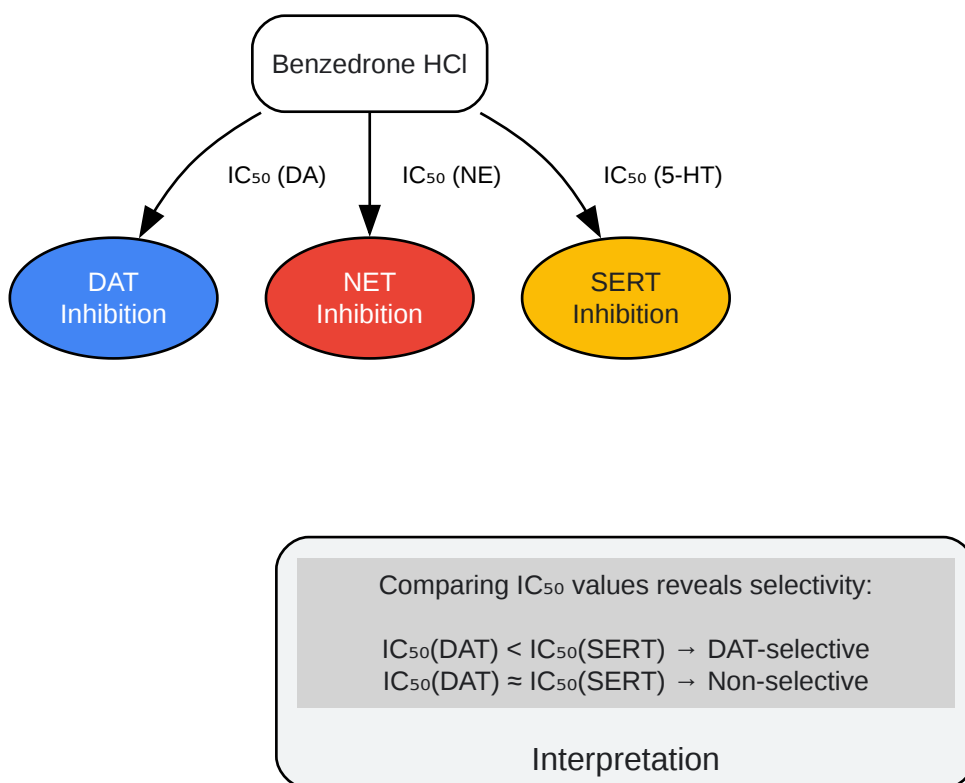 Benzedrone HCl
IC₅₀ (DA)
IC₅₀ (NE)
IC₅₀ (5-HT)
DAT
Inhibition
NET
Inhibition
SERT
Inhibition
Comparing IC₅₀ values reveals selectivity:
IC₅₀(DAT) < IC₅₀(SERT) → DAT-selective
IC₅₀(DAT) ≈ IC₅₀(SERT) → Non-selective
Interpretation